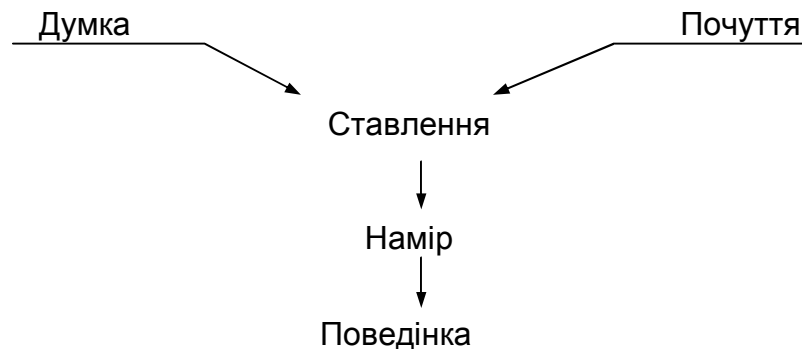 Думка
Почуття
Ставлення
Намір
Поведінка